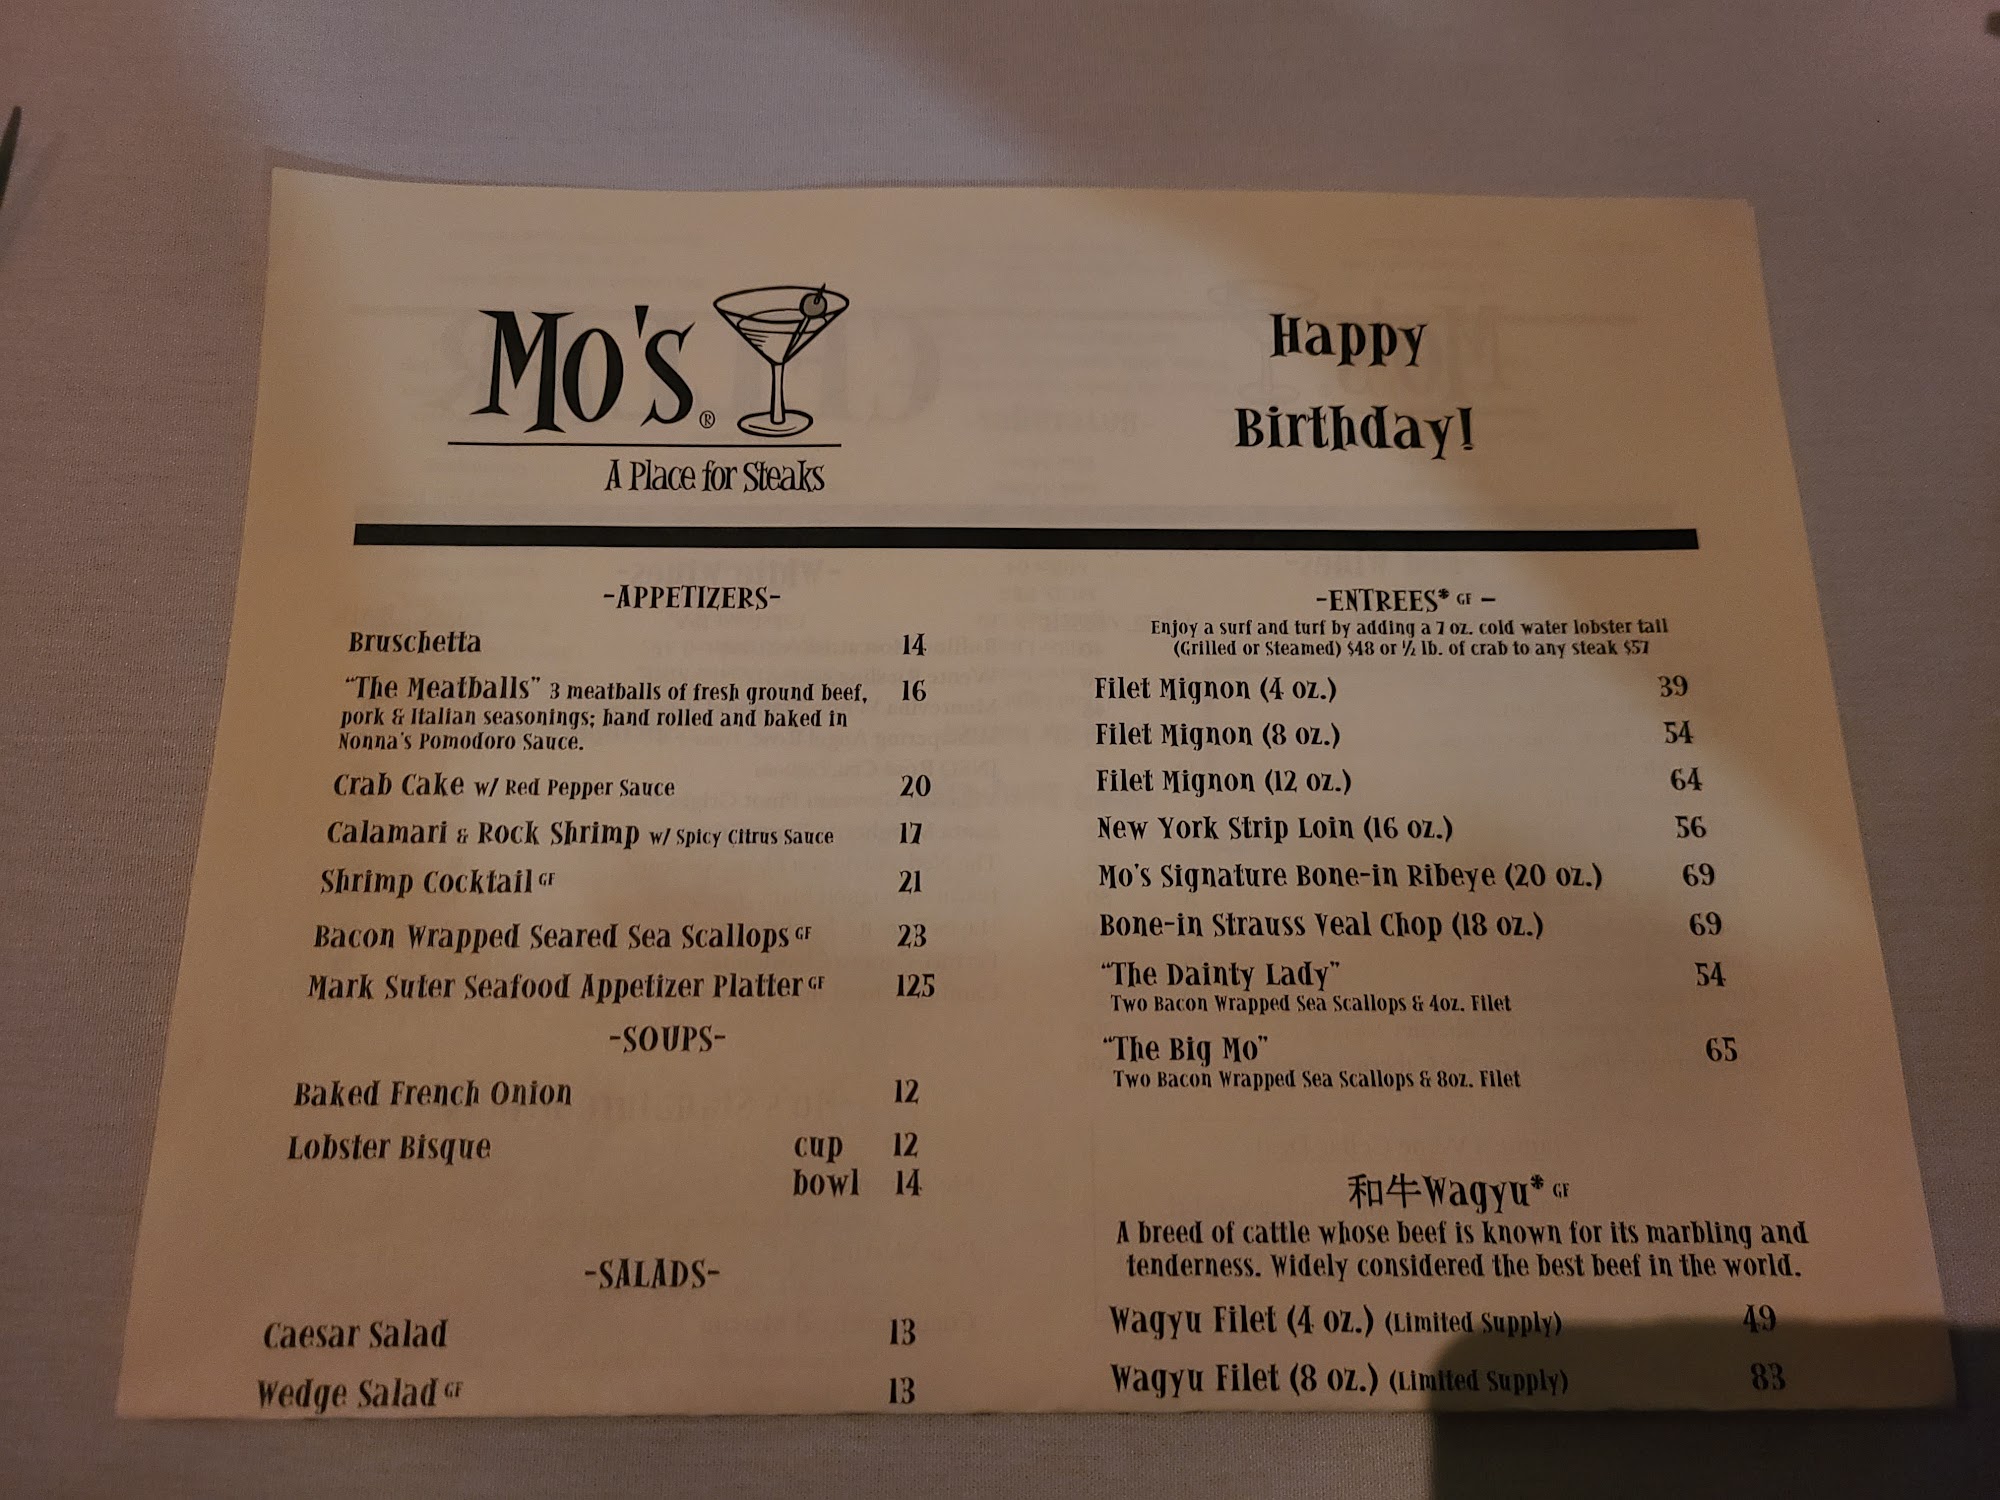 Mo's®
A Place for Steaks
Happy
Birthday!
-APPETIZERS-
Bruschetta 14
"The Meatballs" 3 meatballs of fresh ground beef, 16
pork & Italian seasonings; hand rolled and baked in
Nonna's Pomodoro Sauce.
Crab Cake w/ Red Pepper Sauce 20
Calamari & Rock Shrimp w/ Spicy Citrus Sauce 17
Shrimp Cocktail GF 21
Bacon Wrapped Seared Sea Scallops GF 23
Mark Suter Seafood Appetizer Platter GF 125
-SOUPS-
Baked French Onion 12
Lobster Bisque cup 12
bowl 14
-SALADS-
Caesar Salad 13
Wedge Salad GF 13
-ENTREES* GF -
Enjoy a surf and turf by adding a 7 oz. cold water lobster tail
(Grilled or Steamed) $48 or ½ lb. of crab to any steak $57
Filet Mignon (4 oz.) 39
Filet Mignon (8 oz.) 54
Filet Mignon (12 oz.) 64
New York Strip Loin (16 oz.) 56
Mo's Signature Bone-in Ribeye (20 oz.) 69
Bone-in Strauss Veal Chop (18 oz.) 69
"The Dainty Lady" 54
Two Bacon Wrapped Sea Scallops & 4oz. Filet
"The Big Mo" 65
Two Bacon Wrapped Sea Scallops & 8oz. Filet
和牛Wagyu* GF
A breed of cattle whose beef is known for its marbling and
tenderness. Widely considered the best beef in the world.
Wagyu Filet (4 oz.) (Limited Supply) 49
Wagyu Filet (8 oz.) (Limited Supply) 83